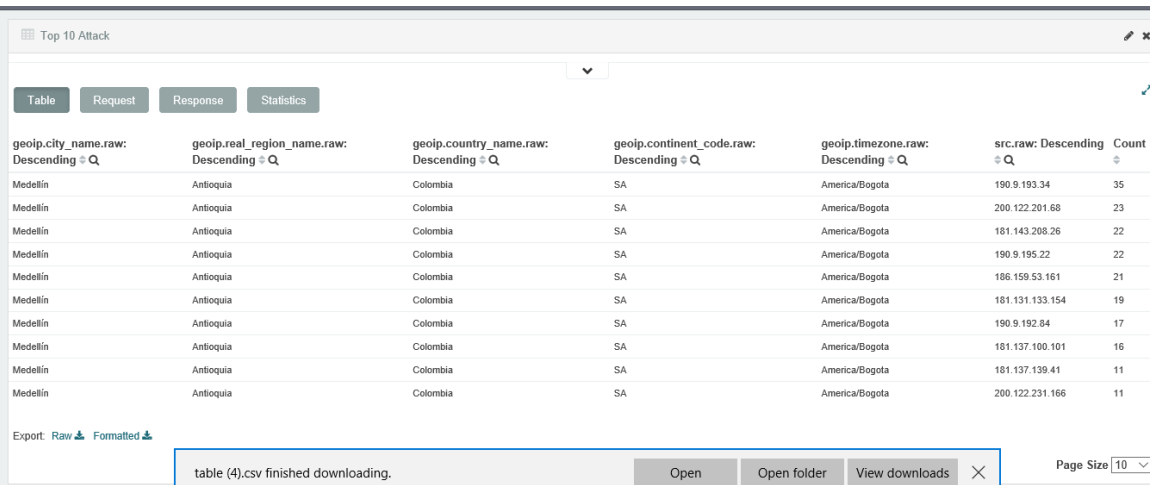 Top 10 Attack
Table Request Response Statistics
geoip.city_name.raw: geoip.real_region_name.raw: geoip.country_name.raw: geoip.continent_code.raw: geoip.timezone.raw: src.raw: Descending Count
Descending Descending Descending Descending Descending
Medellín Antioquia Colombia SA America/Bogota 190.9.193.34 35
Medellín Antioquia Colombia SA America/Bogota 200.122.201.68 23
Medellín Antioquia Colombia SA America/Bogota 181.143.208.26 22
Medellín Antioquia Colombia SA America/Bogota 190.9.195.22 22
Medellín Antioquia Colombia SA America/Bogota 186.159.53.161 21
Medellín Antioquia Colombia SA America/Bogota 181.131.133.154 19
Medellín Antioquia Colombia SA America/Bogota 190.9.192.84 17
Medellín Antioquia Colombia SA America/Bogota 181.137.100.101 16
Medellín Antioquia Colombia SA America/Bogota 181.137.139.41 11
Medellín Antioquia Colombia SA America/Bogota 200.122.231.166 11
Export: Raw Formatted
Page Size 10
table (4).csv finished downloading. Open Open folder View downloads